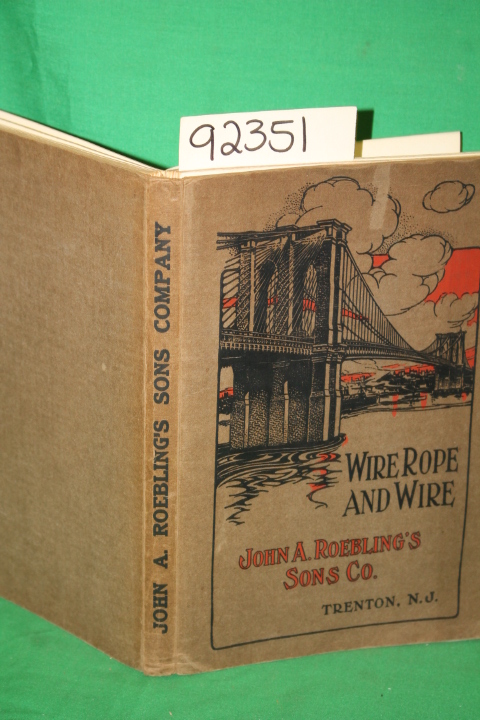 92351
JOHN A. ROEBLING'S SONS COMPANY
WIRE ROPE
AND WIRE
JOHN A. ROEBLING'S
SONS CO.
TRENTON, N. J.